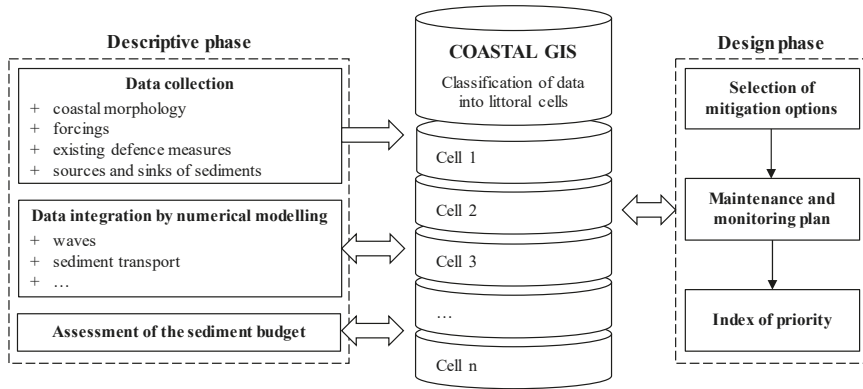 Descriptive phase
Data collection
+ coastal morphology
+ forcings
+ existing defence measures
+ sources and sinks of sediments
Data integration by numerical modelling
+ waves
+ sediment transport
+ …
Assessment of the sediment budget
COASTAL GIS
Classification of data
into littoral cells
Cell 1
Cell 2
Cell 3
…
Cell n
Design phase
Selection of
mitigation options
Maintenance and
monitoring plan
Index of priority